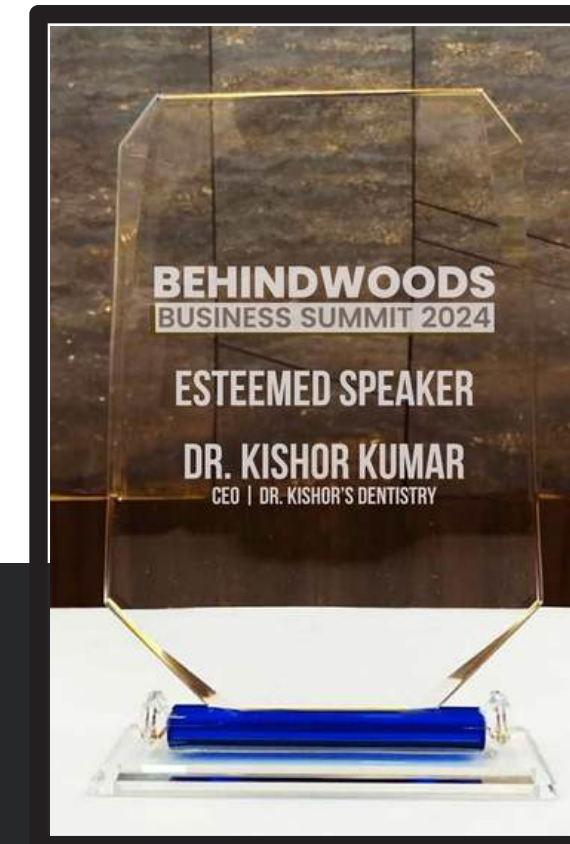 BEHINDWOODS
BUSINESS SUMMIT 2024
ESTEEMED SPEAKER
DR. KISHOR KUMAR
CEO | DR. KISHOR'S DENTISTRY